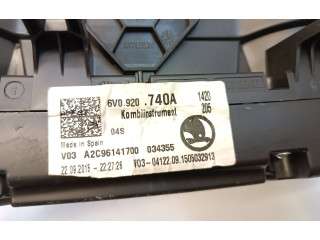 6V0.920 .740A 1420
Kombiinstrument 205
04S
Made in Spain
V03 A2C96141700 034355
22.09.2015 - 22:27:26 V03-04122.09.1505032913